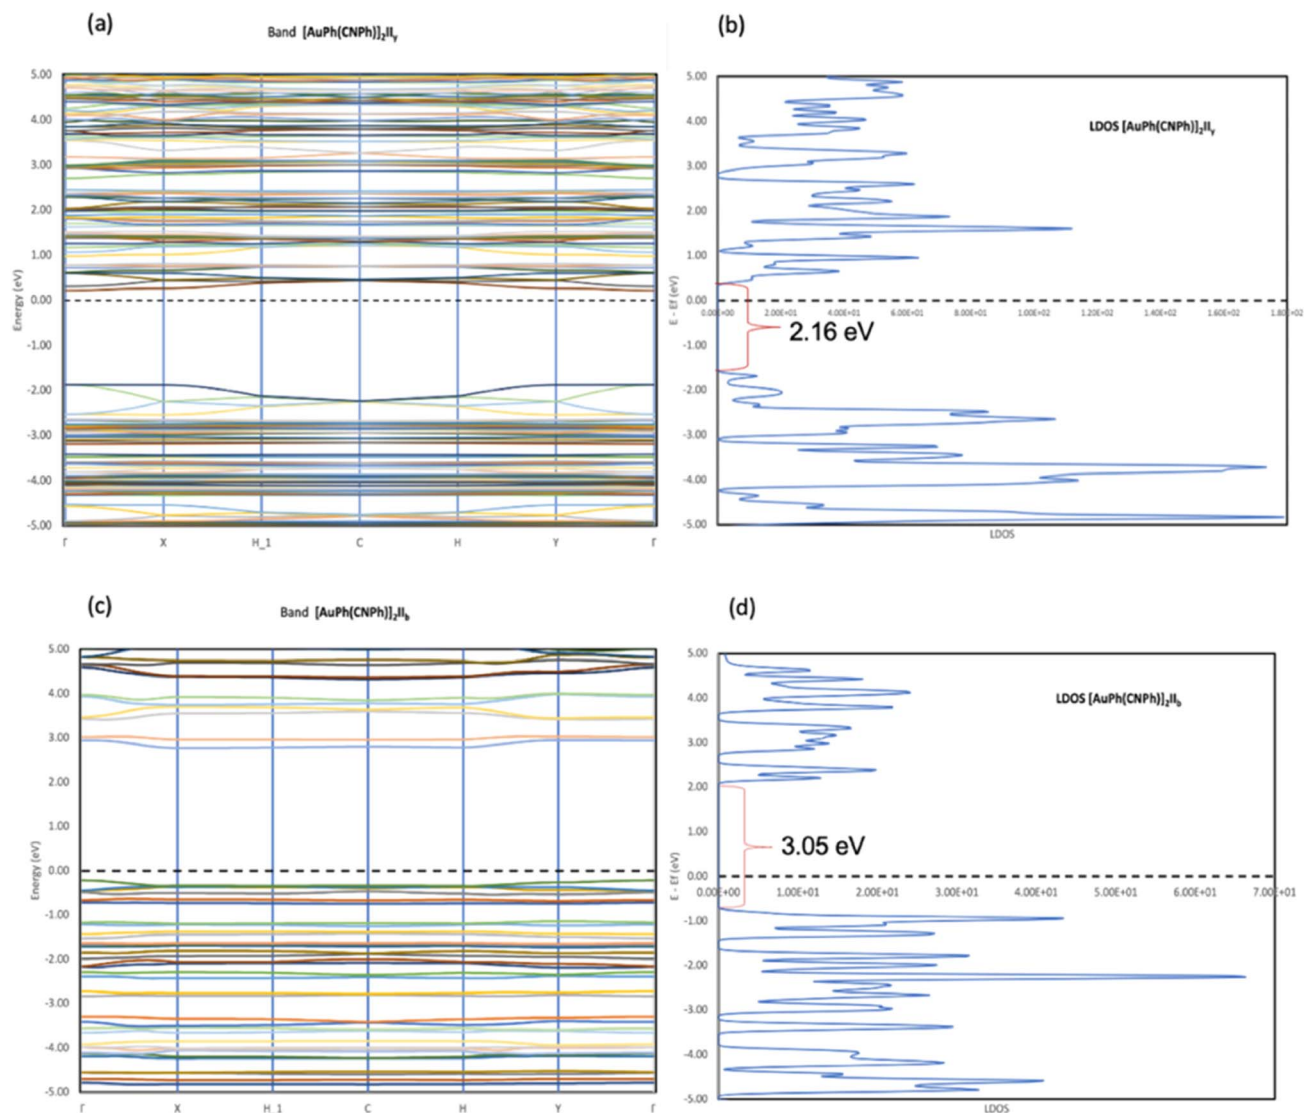 (a)
Band [AuPh(CNPh)]₂II_y
5.00
4.00
3.00
2.00
1.00
0.00
-1.00
-2.00
-3.00
-4.00
-5.00
Energy (eV)
Γ X H_1 C H Y Γ
(b)
LDOS [AuPh(CNPh)]₂II_y
5.00
4.00
3.00
2.00
1.00
0.00
-1.00
-2.00
-3.00
-4.00
-5.00
E - Ef (eV)
0.00E+00 2.00E+01 4.00E+01 6.00E+01 8.00E+01 1.00E+02 1.20E+02 1.40E+02 1.60E+02 1.80E+02
2.16 eV
LDOS
(c)
Band [AuPh(CNPh)]₂II_b
5.00
4.00
3.00
2.00
1.00
0.00
-1.00
-2.00
-3.00
-4.00
-5.00
Energy (eV)
Γ X H_1 C H Y Γ
(d)
LDOS [AuPh(CNPh)]₂II_b
5.00
4.00
3.00
2.00
1.00
0.00
-1.00
-2.00
-3.00
-4.00
-5.00
E - Ef (eV)
3.05 eV
0.00E+00 1.00E+01 2.00E+01 3.00E+01 4.00E+01 5.00E+01 6.00E+01 7.00E+01
LDOS